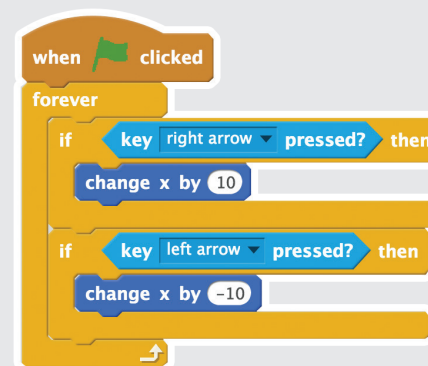 when clicked
forever
if key right arrow pressed? then
change x by 10
if key left arrow pressed? then
change x by -10